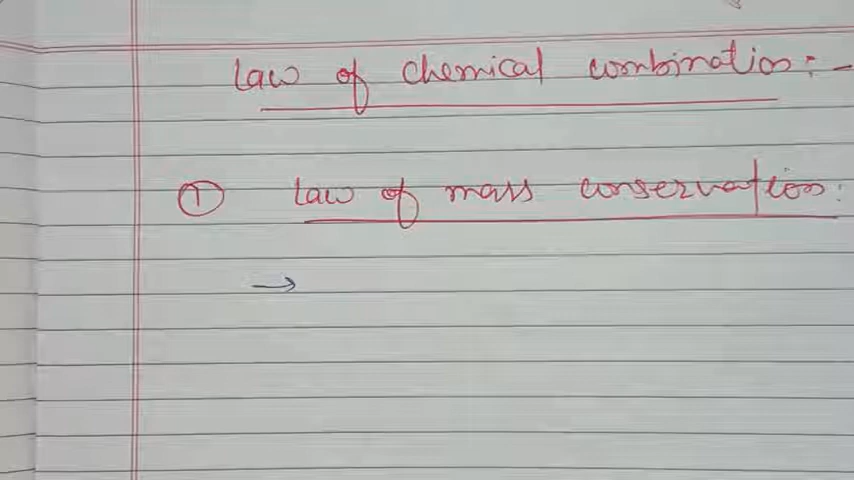 Law of chemical combination: -
① Law of mass conservation:
→